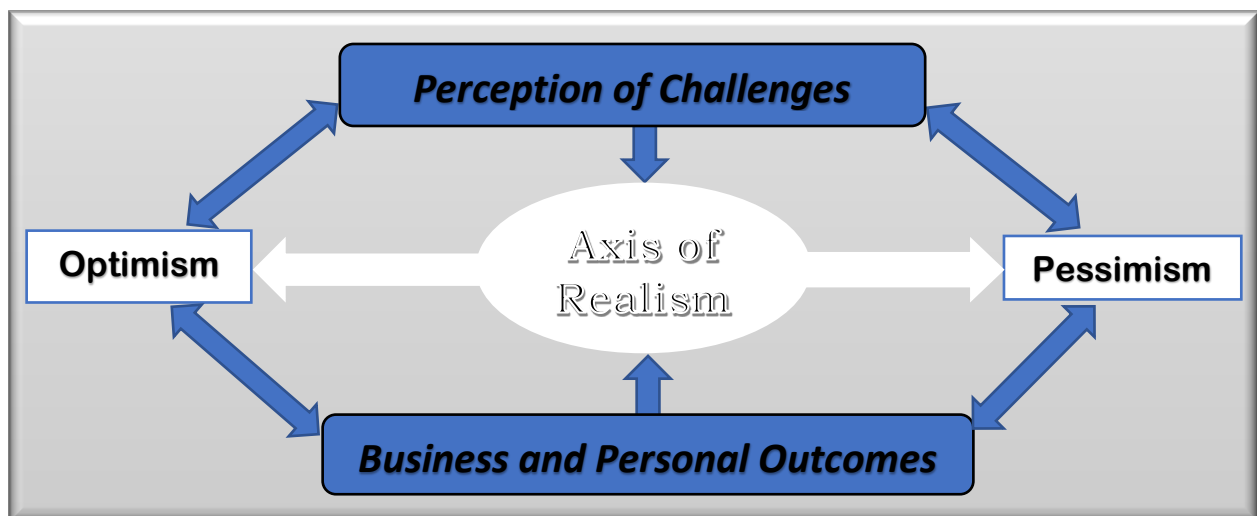 Perception of Challenges
Optimism
Axis of
Realism
Pessimism
Business and Personal Outcomes